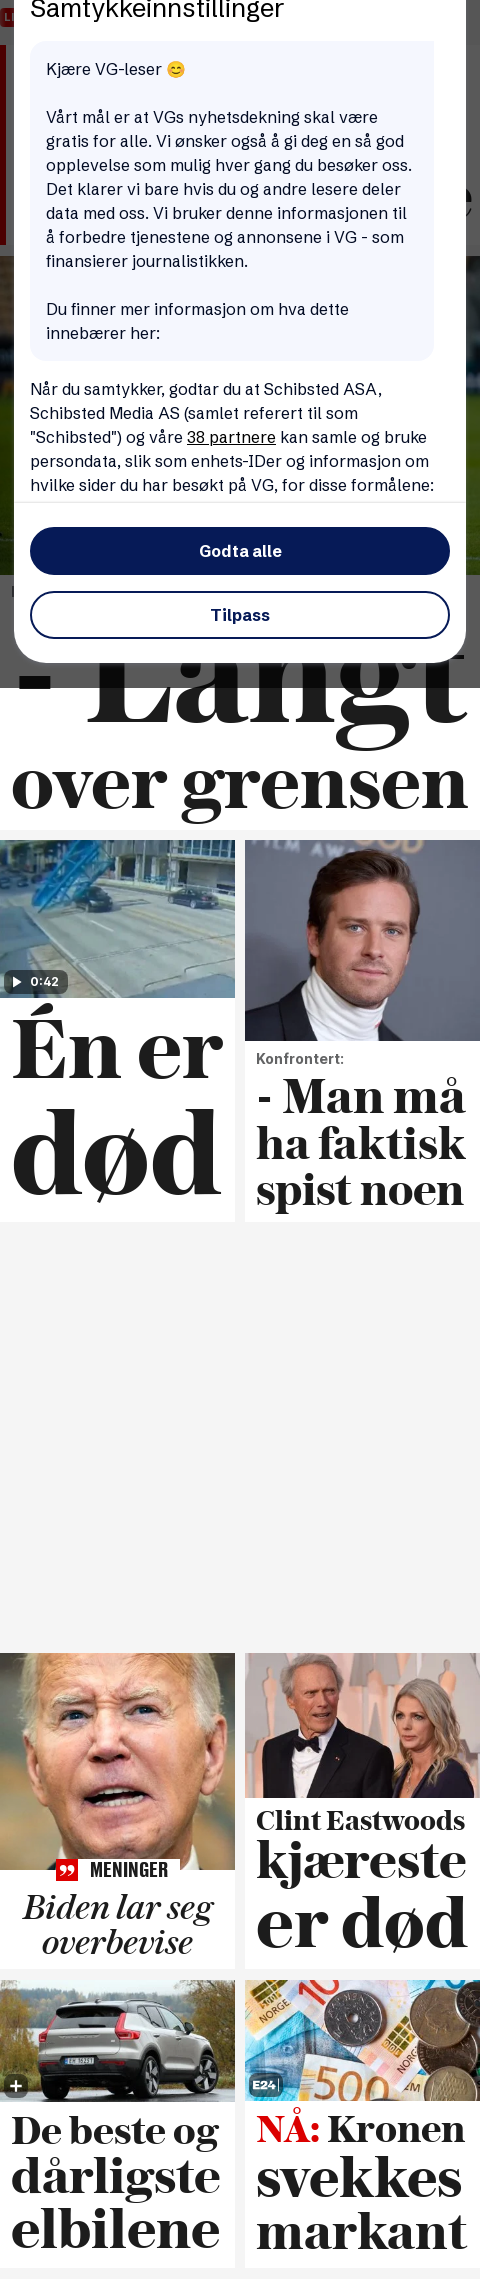 Samtykkeinnstillinger
Kjære VG-leser 😊
Vårt mål er at VGs nyhetsdekning skal være
gratis for alle. Vi ønsker også å gi deg en så god
opplevelse som mulig hver gang du besøker oss.
Det klarer vi bare hvis du og andre lesere deler
data med oss. Vi bruker denne informasjonen til
å forbedre tjenestene og annonsene i VG - som
finansierer journalistikken.
Du finner mer informasjon om hva dette
innebærer her:
Når du samtykker, godtar du at Schibsted ASA,
Schibsted Media AS (samlet referert til som
"Schibsted") og våre 38 partnere kan samle og bruke
persondata, slik som enhets-IDer og informasjon om
hvilke sider du har besøkt på VG, for disse formålene:
Godta alle
Tilpass
- Langt
over grensen
0:42
Én er
død
Konfrontert:
- Man må
ha faktisk
spist noen
MENINGER
Biden lar seg
overbevise
Clint Eastwoods
kjæreste
er død
De beste og
dårligste
elbilene
NORGE
NORGE
500
E24
NÅ: Kronen
svekkes
markant